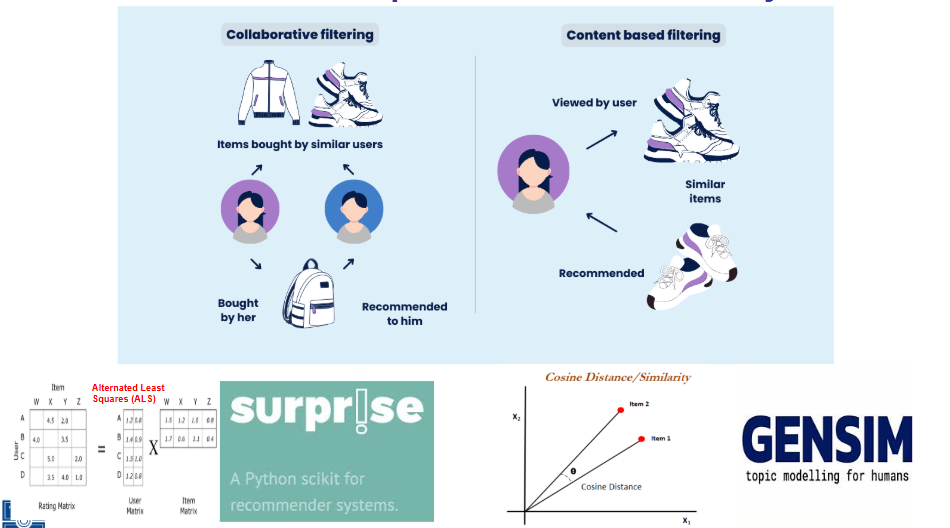 Collaborative filtering
Items bought by similar users
Bought
by her
Recommended
to him
Content based filtering
Viewed by user
Similar
items
Recommended
Item
W X Y Z
User
A 4.5 2.0
B 4.0 3.5
C 5.0 2.0
D 3.5 4.0 1.0
Rating Matrix
=
Alternated Least
Squares (ALS)
A 1.2 0.8
B 1.4 0.9
C 1.5 1.0
D 1.2 0.8
User
Matrix
X
W X Y Z
1.5 1.2 1.1 0.8
1.7 0.6 1.1 0.4
Item
Matrix
surpr!se
A Python scikit for
recommender systems.
Cosine Distance/Similarity
X₂
Item 2
Item 1
θ
Cosine Distance
X₁
GENSIM
topic modelling for humans